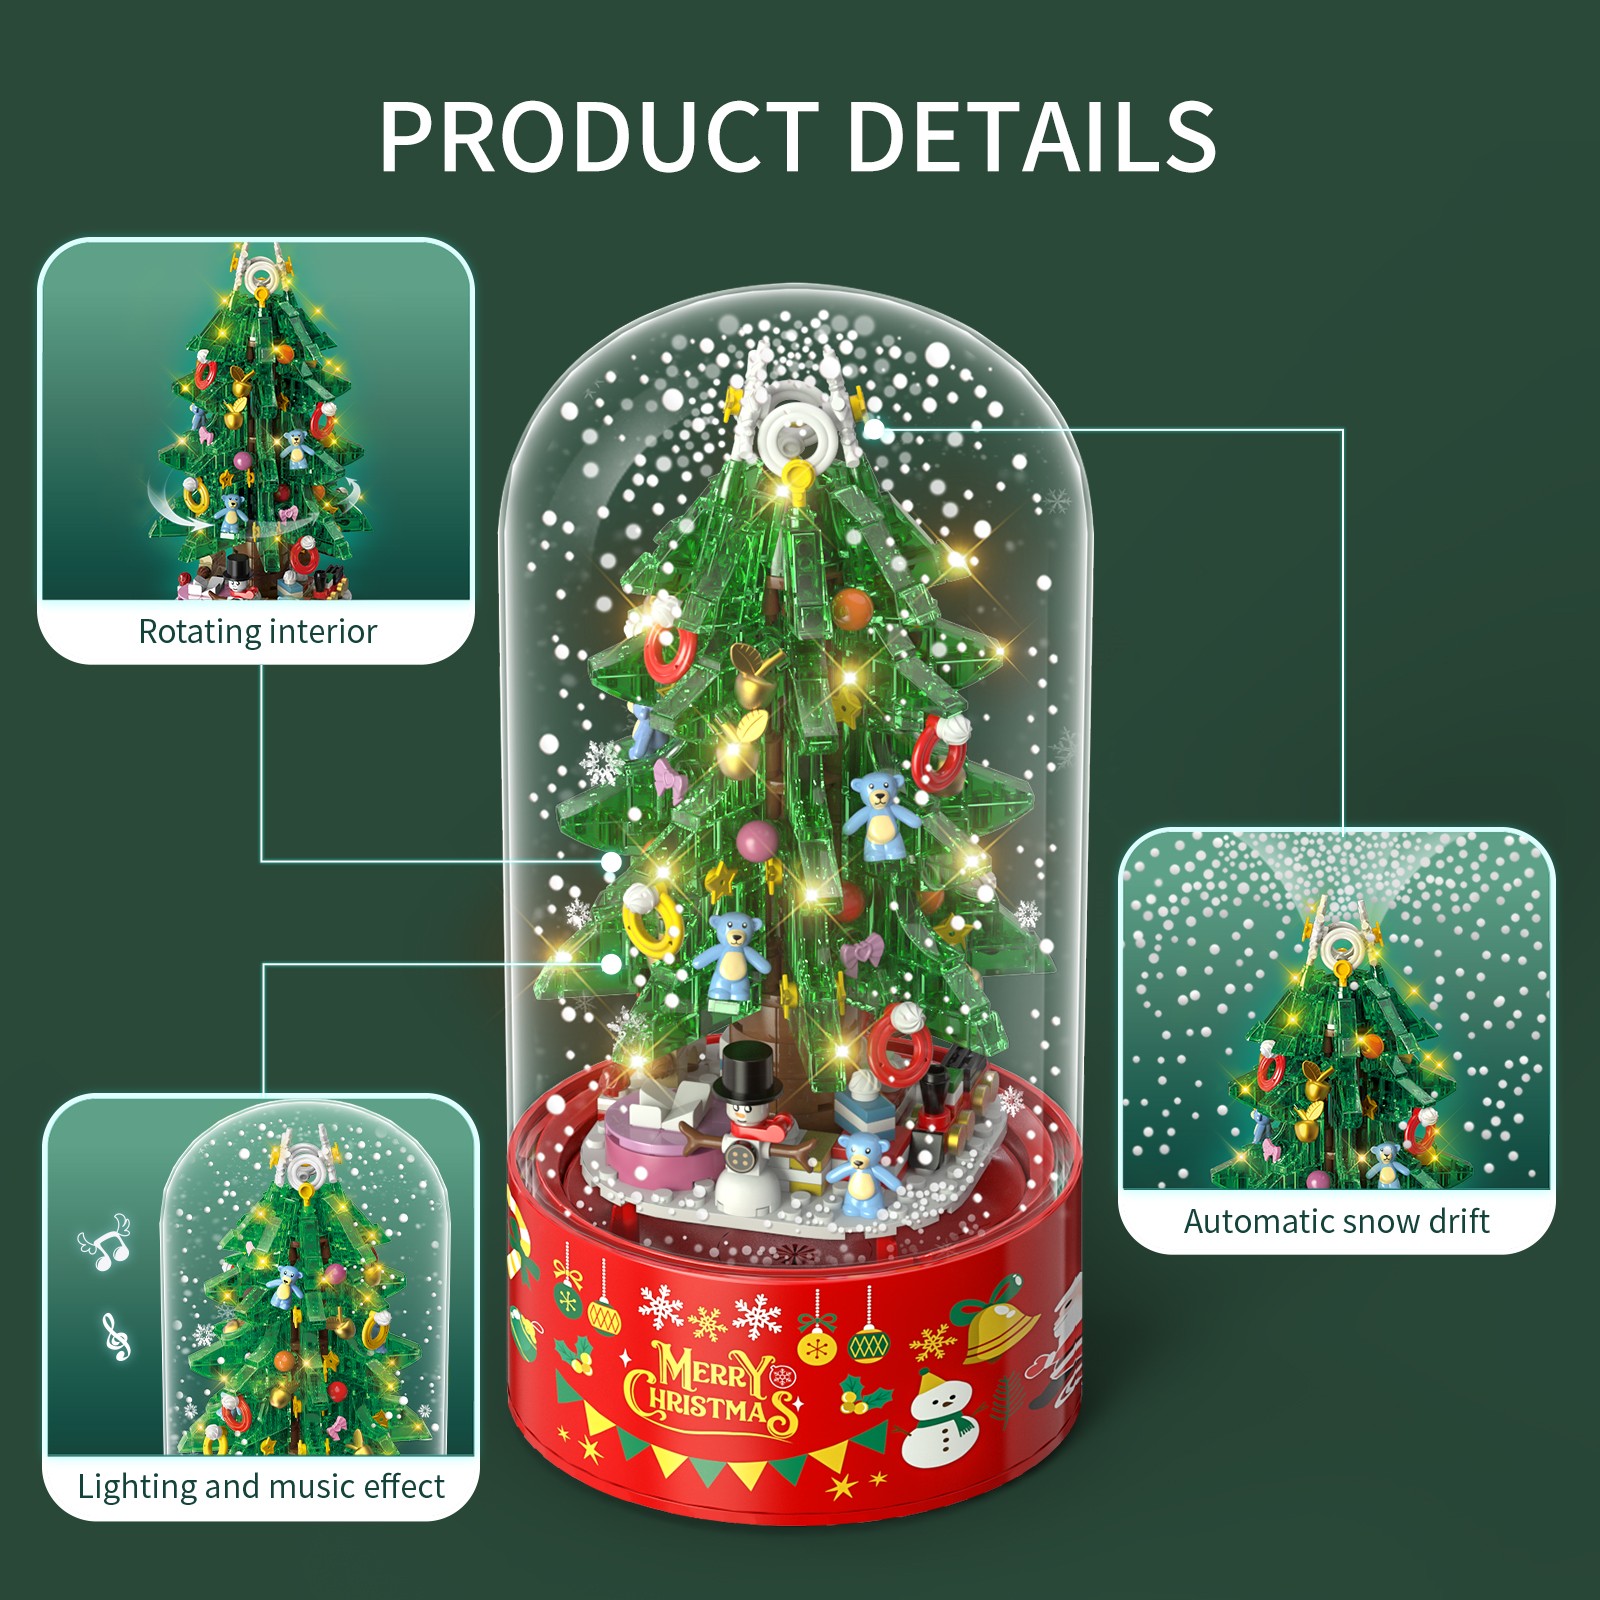 PRODUCT DETAILS
Rotating interior
Automatic snow drift
MERRY
CHRISTMAS
Lighting and music effect